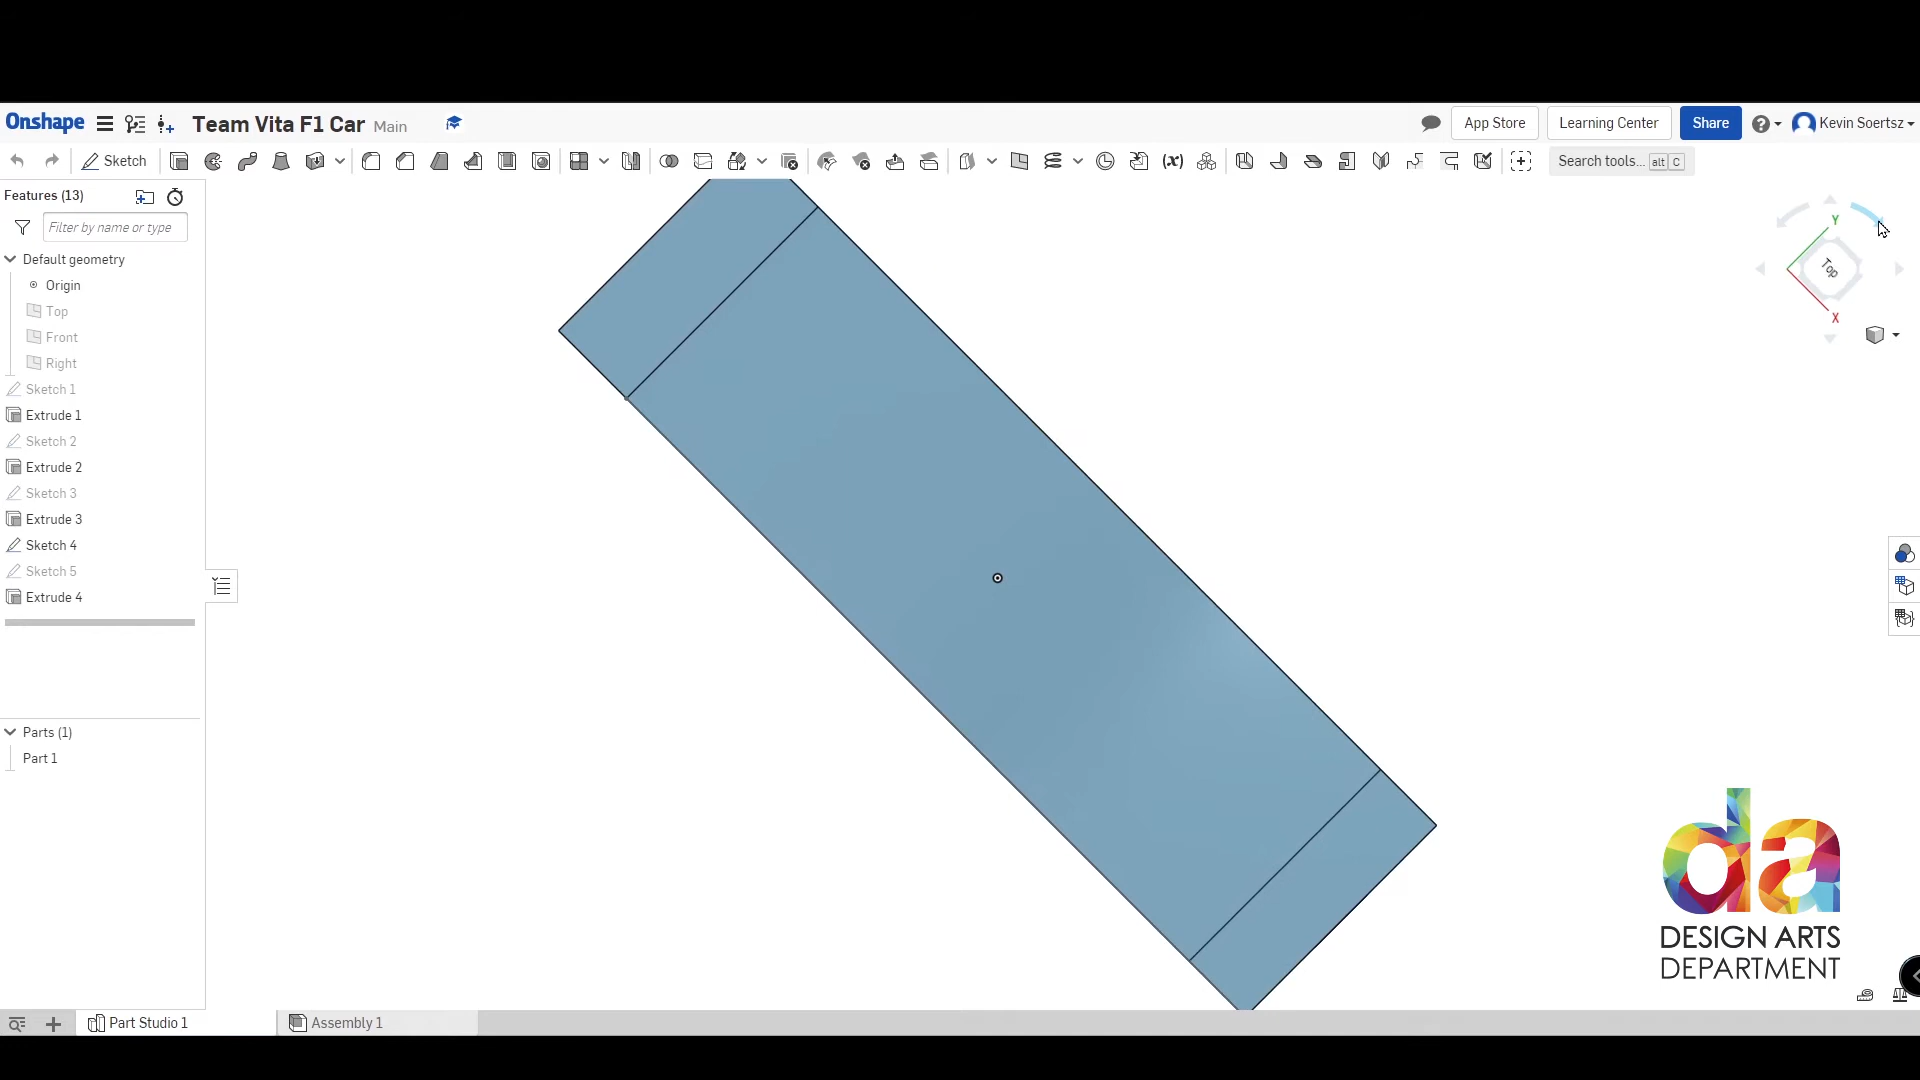 Onshape Team Vita F1 Car Main App Store Learning Center Share Kevin Soertsz
Sketch Search tools... alt C
Features (13)
Filter by name or type
Default geometry
Origin
Top
Front
Right
Sketch 1
Extrude 1
Sketch 2
Extrude 2
Sketch 3
Extrude 3
Sketch 4
Sketch 5
Extrude 4
Parts (1)
Part 1
Y
Top
X
da
DESIGN ARTS
DEPARTMENT
Part Studio 1 Assembly 1